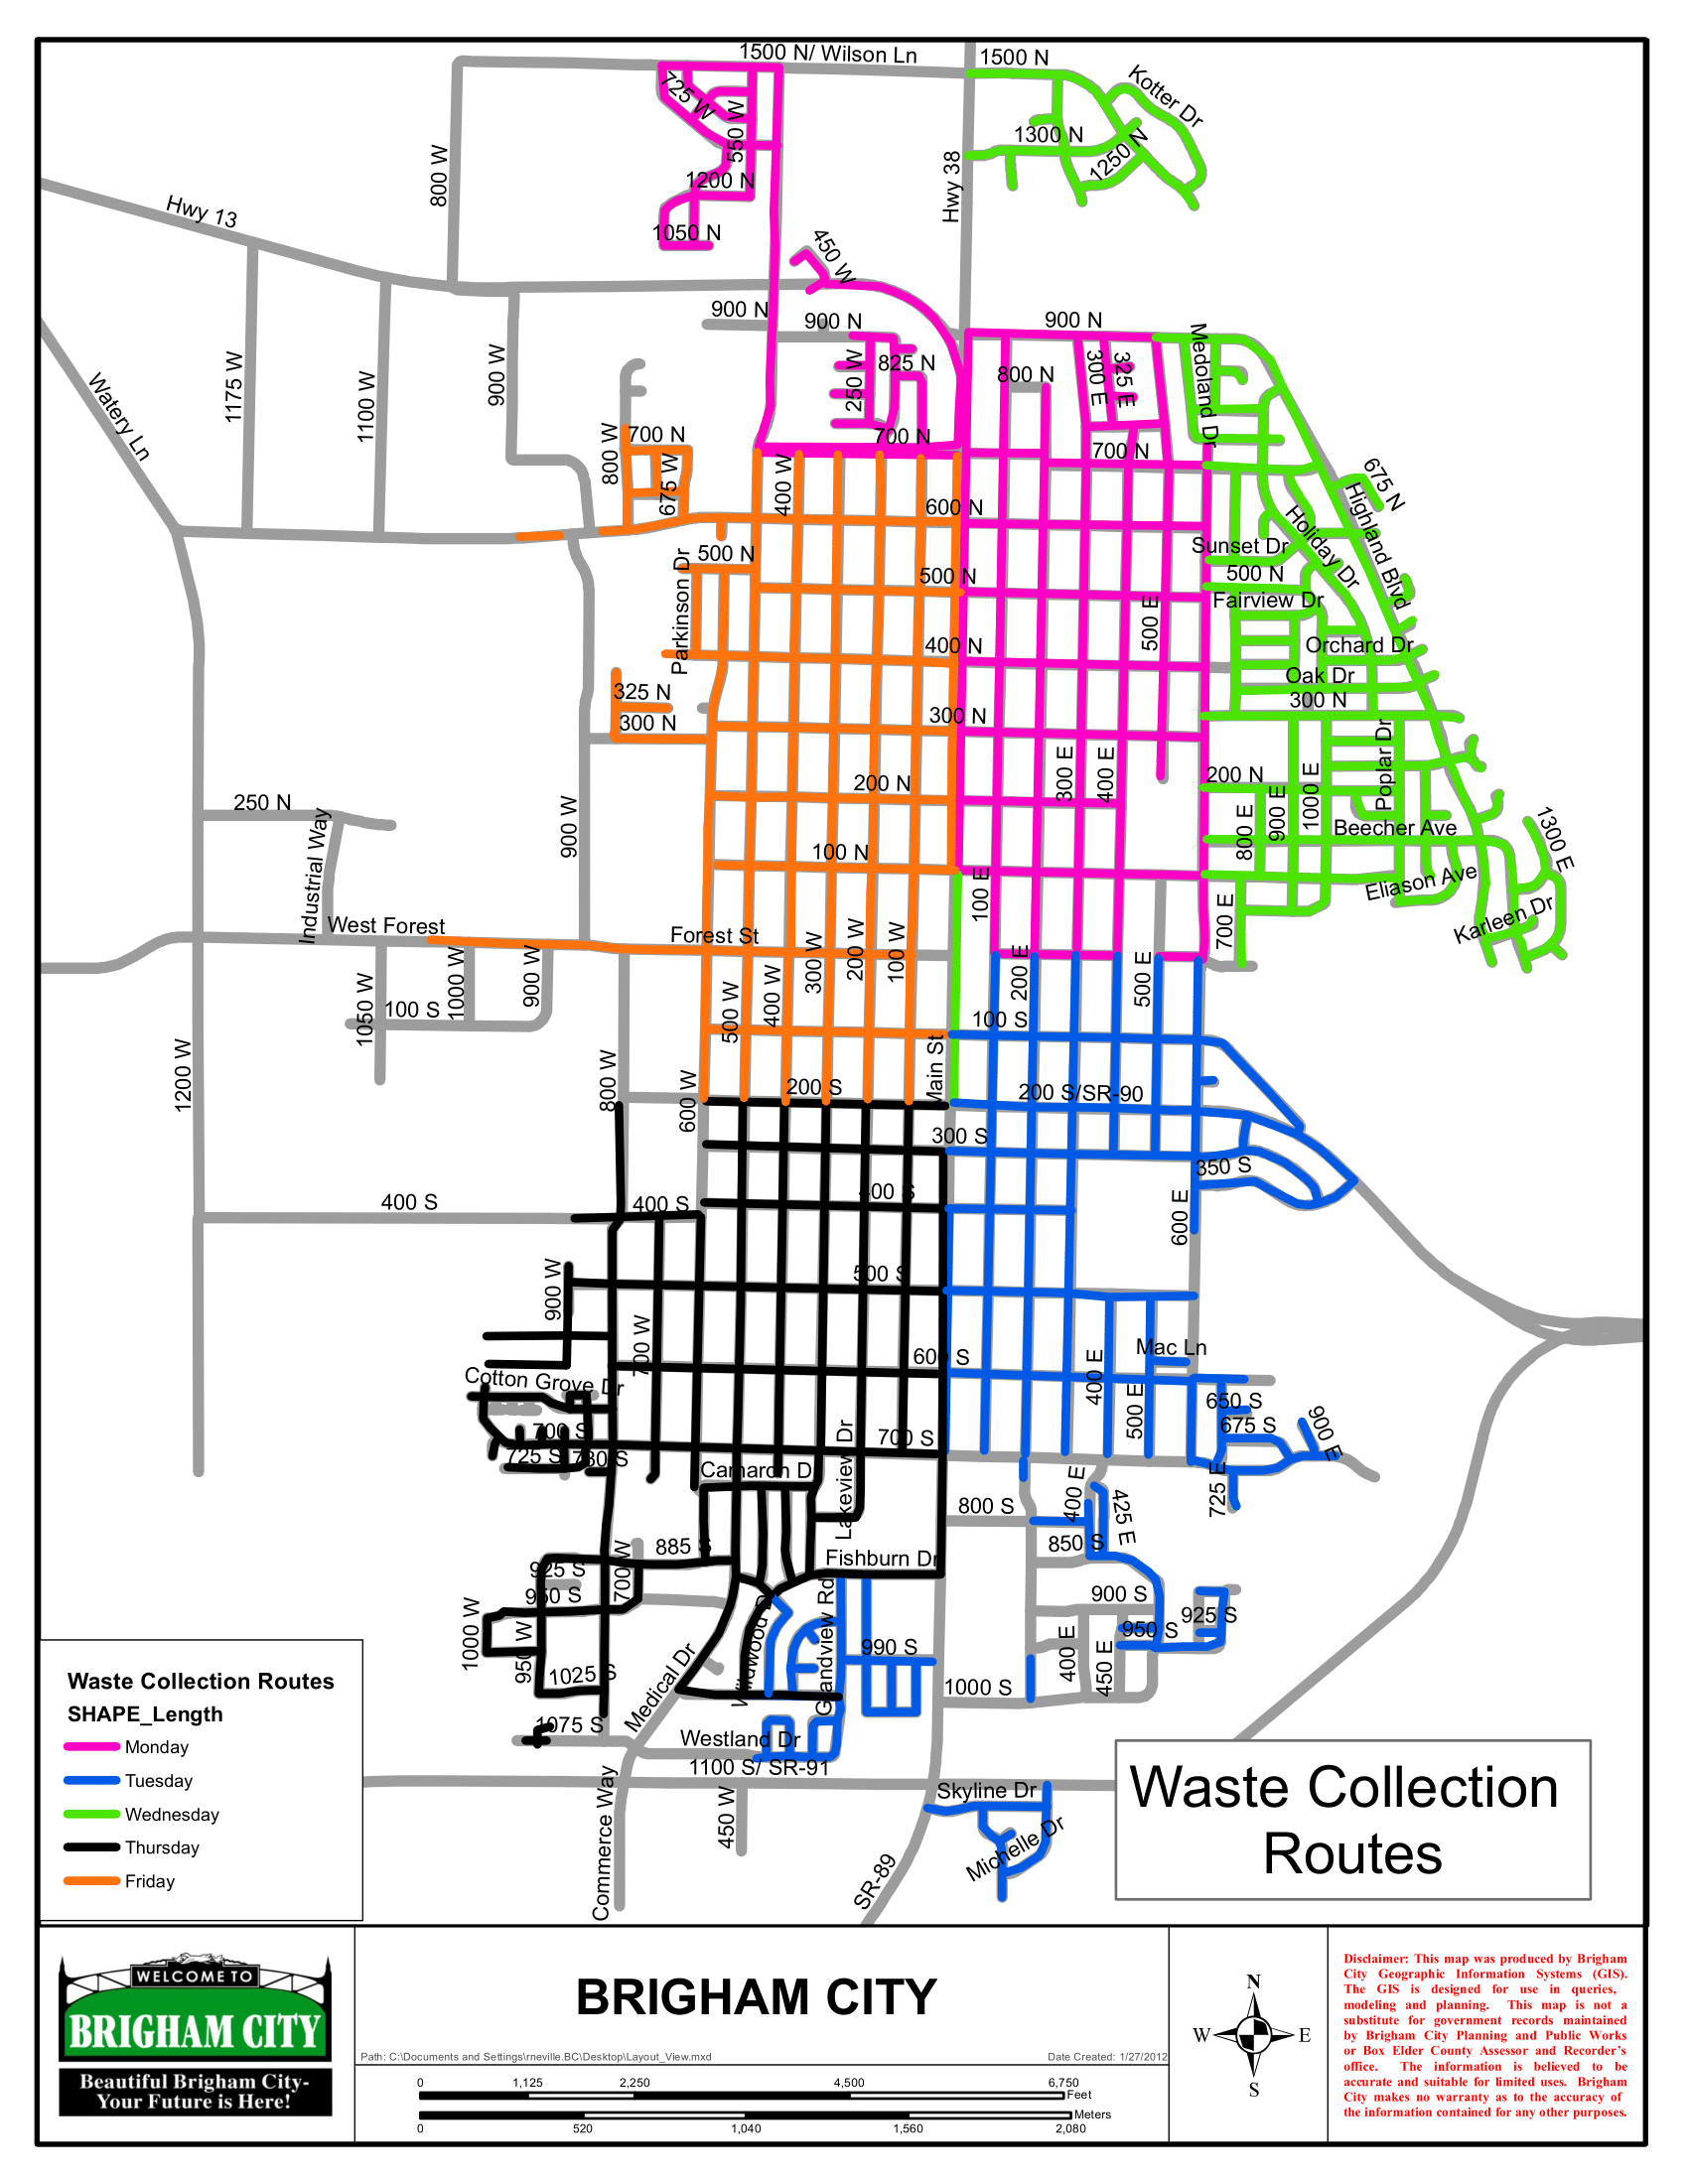 1500 N/ Wilson Ln
1500 N
Kotter Dr
725 W
550 W
1300 N
1250 N
800 W
Hwy 38
1200 N
Hwy 13
1050 N
450 W
900 N
900 N
900 N
Medoland Dr
1175 W
1100 W
900 W
250 W
825 N
800 N
300 E
325 E
Watery Ln
800 W
700 N
675 W
400 W
700 N
700 N
675 N
Highland Blvd
600 N
Holiday Dr
Sunset Dr
Parkinson Dr
500 N
500 N
500 N
Fairview Dr
500 E
400 N
Orchard Dr
Oak Dr
325 N
300 N
300 N
300 N
Poplar Dr
300 E
400 E
200 N
200 N
250 N
Industrial Way
900 W
800 E
900 E
1000 E
Beecher Ave
1300 E
100 N
Eliason Ave
100 E
700 E
Karleen Dr
West Forest
Forest St
1050 W
1000 W
900 W
500 W
400 W
300 W
200 W
100 W
200 E
500 E
100 S
100 S
1200 W
800 W
600 W
Main St
200 S
200 S/SR-90
300 S
350 S
400 S
400 S
400 S
600 E
900 W
500 S
700 W
600 S
Mac Ln
400 E
500 E
Cotton Grove Dr
650 S
675 S
900 E
700 S
725 S
730 S
700 S
Camaron Dr
Lakeview Dr
725 E
400 E
425 E
800 S
850 S
885 S
Fishburn Dr
925 S
950 S
700 W
900 S
925 S
950 S
1000 W
950 W
Wildwood Dr
Grandview Rd
990 S
400 E
450 E
1025 S
Medical Dr
1000 S
1075 S
Westland Dr
1100 S/ SR-91
Commerce Way
450 W
Skyline Dr
Michelle Dr
SR-89
Waste Collection Routes
SHAPE_Length
Monday
Tuesday
Wednesday
Thursday
Friday
Waste Collection
Routes
WELCOME TO
BRIGHAM CITY
Beautiful Brigham City-
Your Future is Here!
BRIGHAM CITY
Path: C:\Documents and Settings\rneville.BC\Desktop\Layout_View.mxd
Date Created: 1/27/2012
0 1,125 2,250 4,500 6,750
Feet
Meters
0 520 1,040 1,560 2,080
N
W E
S
Disclaimer: This map was produced by Brigham
City Geographic Information Systems (GIS).
The GIS is designed for use in queries,
modeling and planning. This map is not a
substitute for government records maintained
by Brigham City Planning and Public Works
or Box Elder County Assessor and Recorder's
office. The information is believed to be
accurate and suitable for limited uses. Brigham
City makes no warranty as to the accuracy of
the information contained for any other purposes.